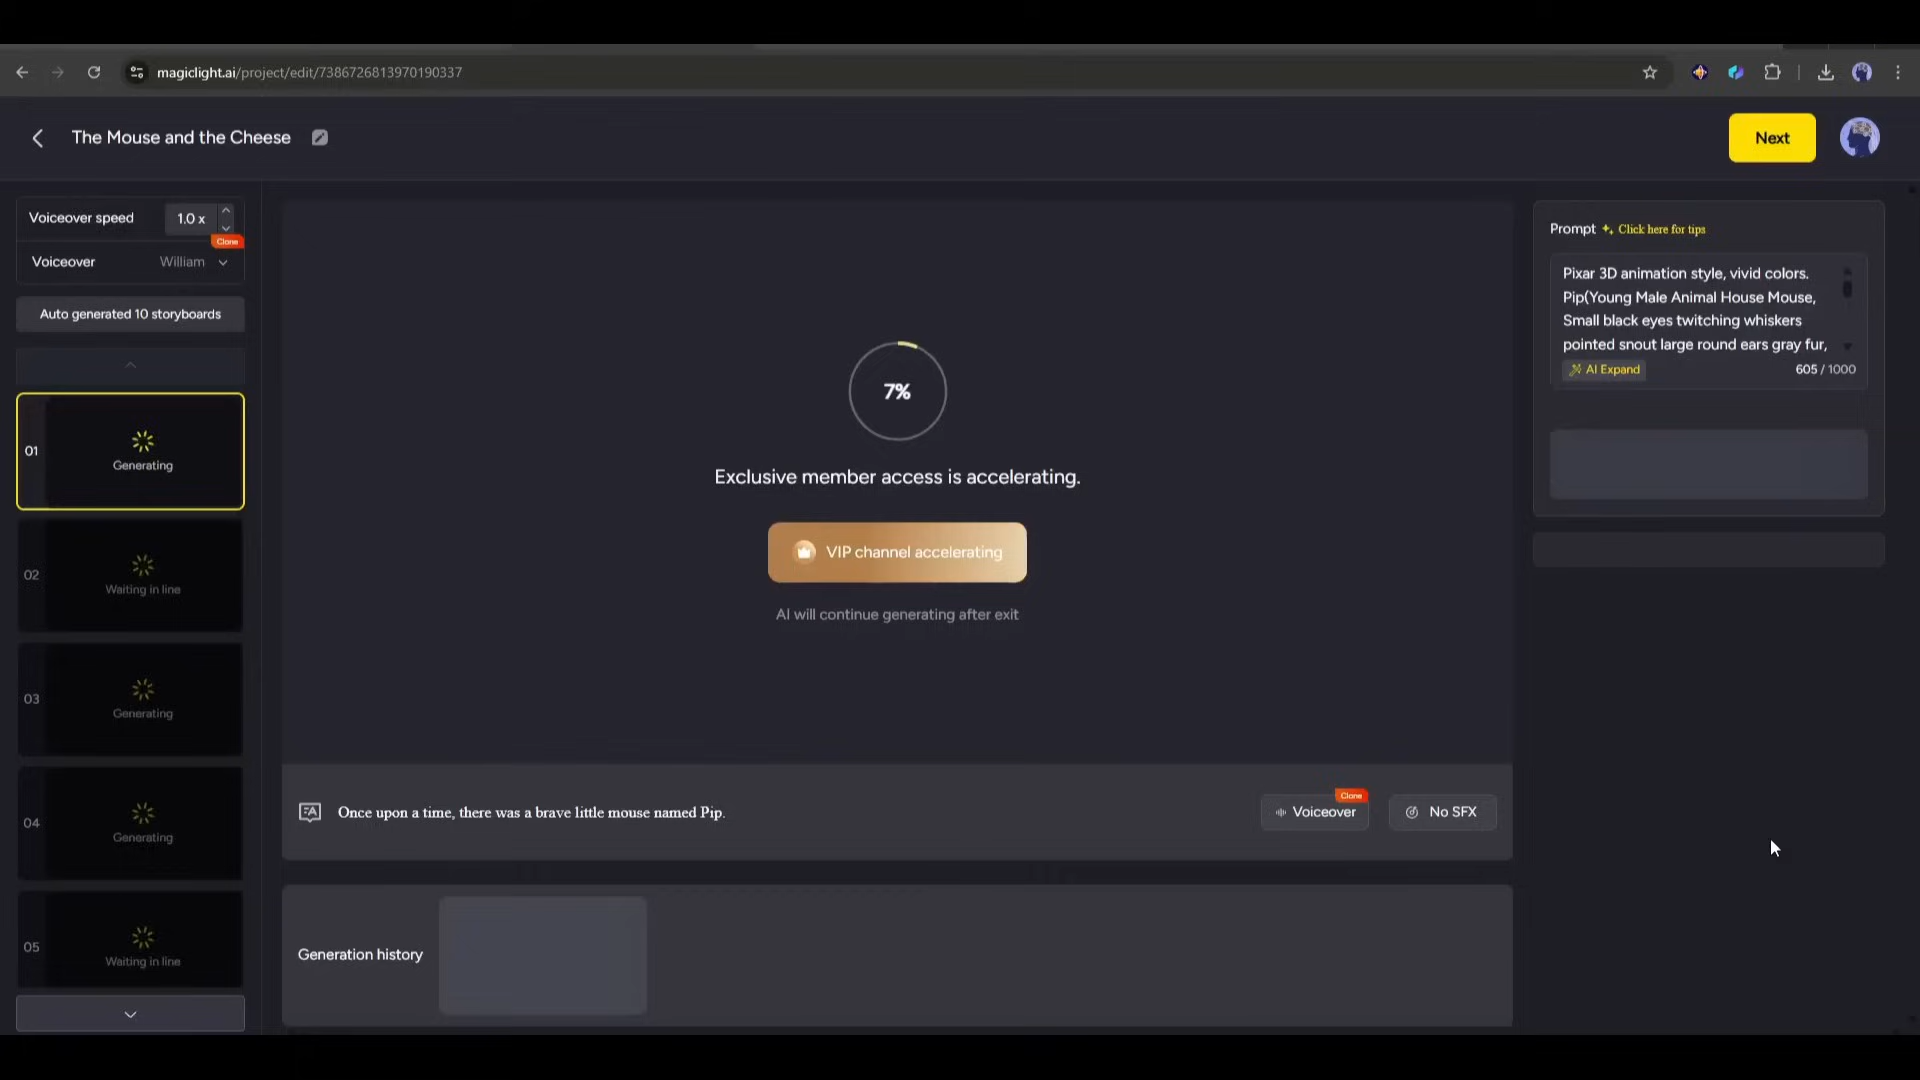 magiclight.ai/project/edit/7386726813970190337
The Mouse and the Cheese
Next
Voiceover speed
1.0 x
Clone
Voiceover
William
Auto generated 10 storyboards
01
Generating
02
Waiting in line
03
Generating
04
Generating
05
Waiting in line
7%
Exclusive member access is accelerating.
VIP channel accelerating
AI will continue generating after exit
Once upon a time, there was a brave little mouse named Pip.
Clone
Voiceover
No SFX
Generation history
Prompt Click here for tips
Pixar 3D animation style, vivid colors.
Pip(Young Male Animal House Mouse,
Small black eyes twitching whiskers
pointed snout large round ears gray fur,
AI Expand
605 / 1000